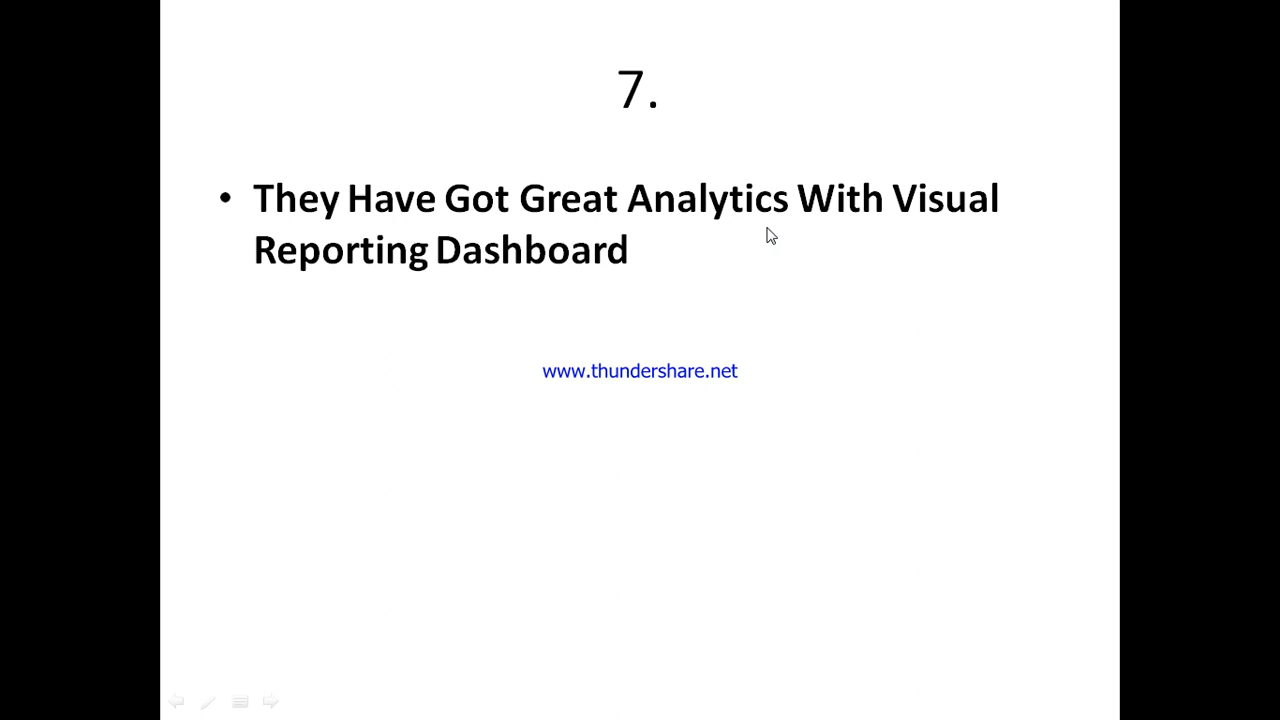 7.
• They Have Got Great Analytics With Visual
Reporting Dashboard
www.thundershare.net